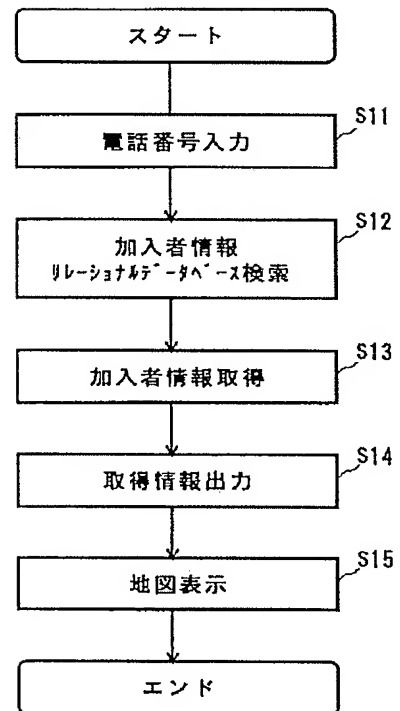 スタート
S11
電話番号入力
S12
加入者情報
ﾘﾚｰｼｮﾅﾙﾃﾞｰﾀﾍﾞｰｽ検索
S13
加入者情報取得
S14
取得情報出力
S15
地図表示
エンド